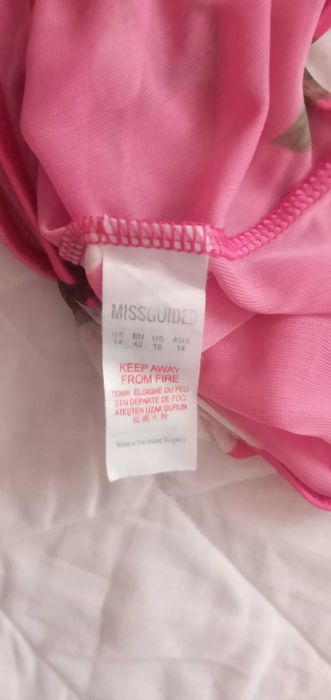 MISSGUIDED
UK EU US AUS
14 42 10 14
KEEP AWAY
FROM FIRE
TENIR ÉLOIGNÉ DU FEU
STAI DEPARTE DE FOC!
ATEŞTEN UZAK DURUN
远离火种
Made in the United Kingdom